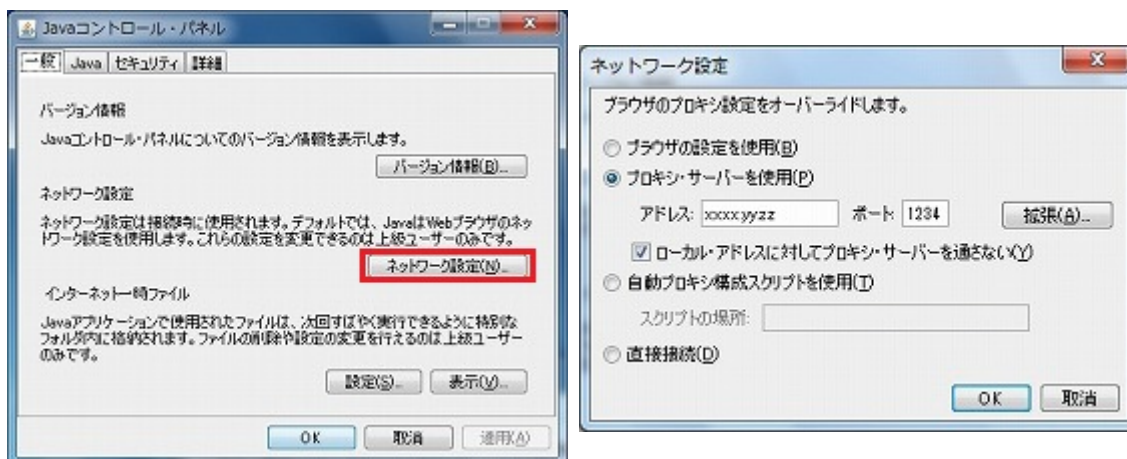 Javaコントロール・パネル
一般 Java セキュリティ 詳細
バージョン情報
Javaコントロール・パネルについてのバージョン情報を表示します。
バージョン情報(B)...
ネットワーク設定
ネットワーク設定は接続時に使用されます。デフォルトでは、JavaはWebブラウザのネッ
トワーク設定を使用します。これらの設定を変更できるのは上級ユーザーのみです。
ネットワーク設定(N)...
インターネット一時ファイル
Javaアプリケーションで使用されたファイルは、次回すばやく実行できるように特別な
フォルダ内に格納されます。ファイルの削除や設定の変更を行えるのは上級ユーザー
のみです。
設定(S)... 表示(V)...
OK 取消 適用(A)
ネットワーク設定
ブラウザのプロキシ設定をオーバーライドします。
ブラウザの設定を使用(B)
プロキシ・サーバーを使用(P)
アドレス: xxxx.yyzz ポート: 1234 拡張(A)...
ローカル・アドレスに対してプロキシ・サーバーを通さない(Y)
自動プロキシ構成スクリプトを使用(T)
スクリプトの場所:
直接接続(D)
OK 取消